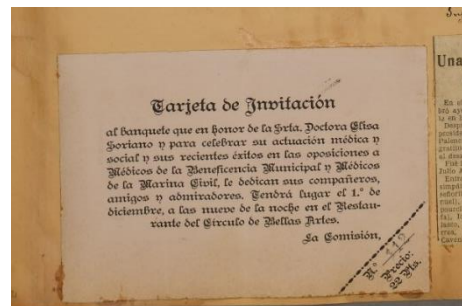 Tarjeta de Invitación
al banquete que en honor de la Srta. Doctora Elisa
Soriano y para celebrar su actuación médica y
social y sus recientes éxitos en las oposiciones a
Médicos de la Beneficencia Municipal y Médicos
de la Marina Civil, le dedican sus compañeros,
amigos y admiradores. Tendrá lugar el 1.º de
diciembre, a las nueve de la noche en el Restau-
rante del Círculo de Bellas Artes.
La Comisión,
N.º 119
Precio:
22 Pts.
Una